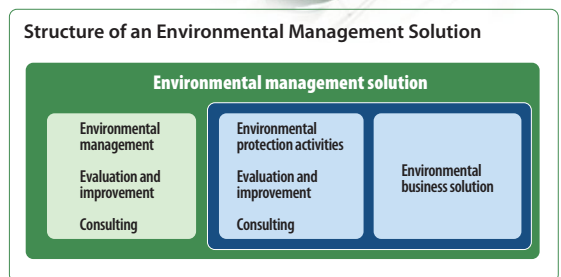 Structure of an Environmental Management Solution
Environmental management solution
Environmental
management
Evaluation and
improvement
Consulting
Environmental
protection activities
Evaluation and
improvement
Consulting
Environmental
business solution